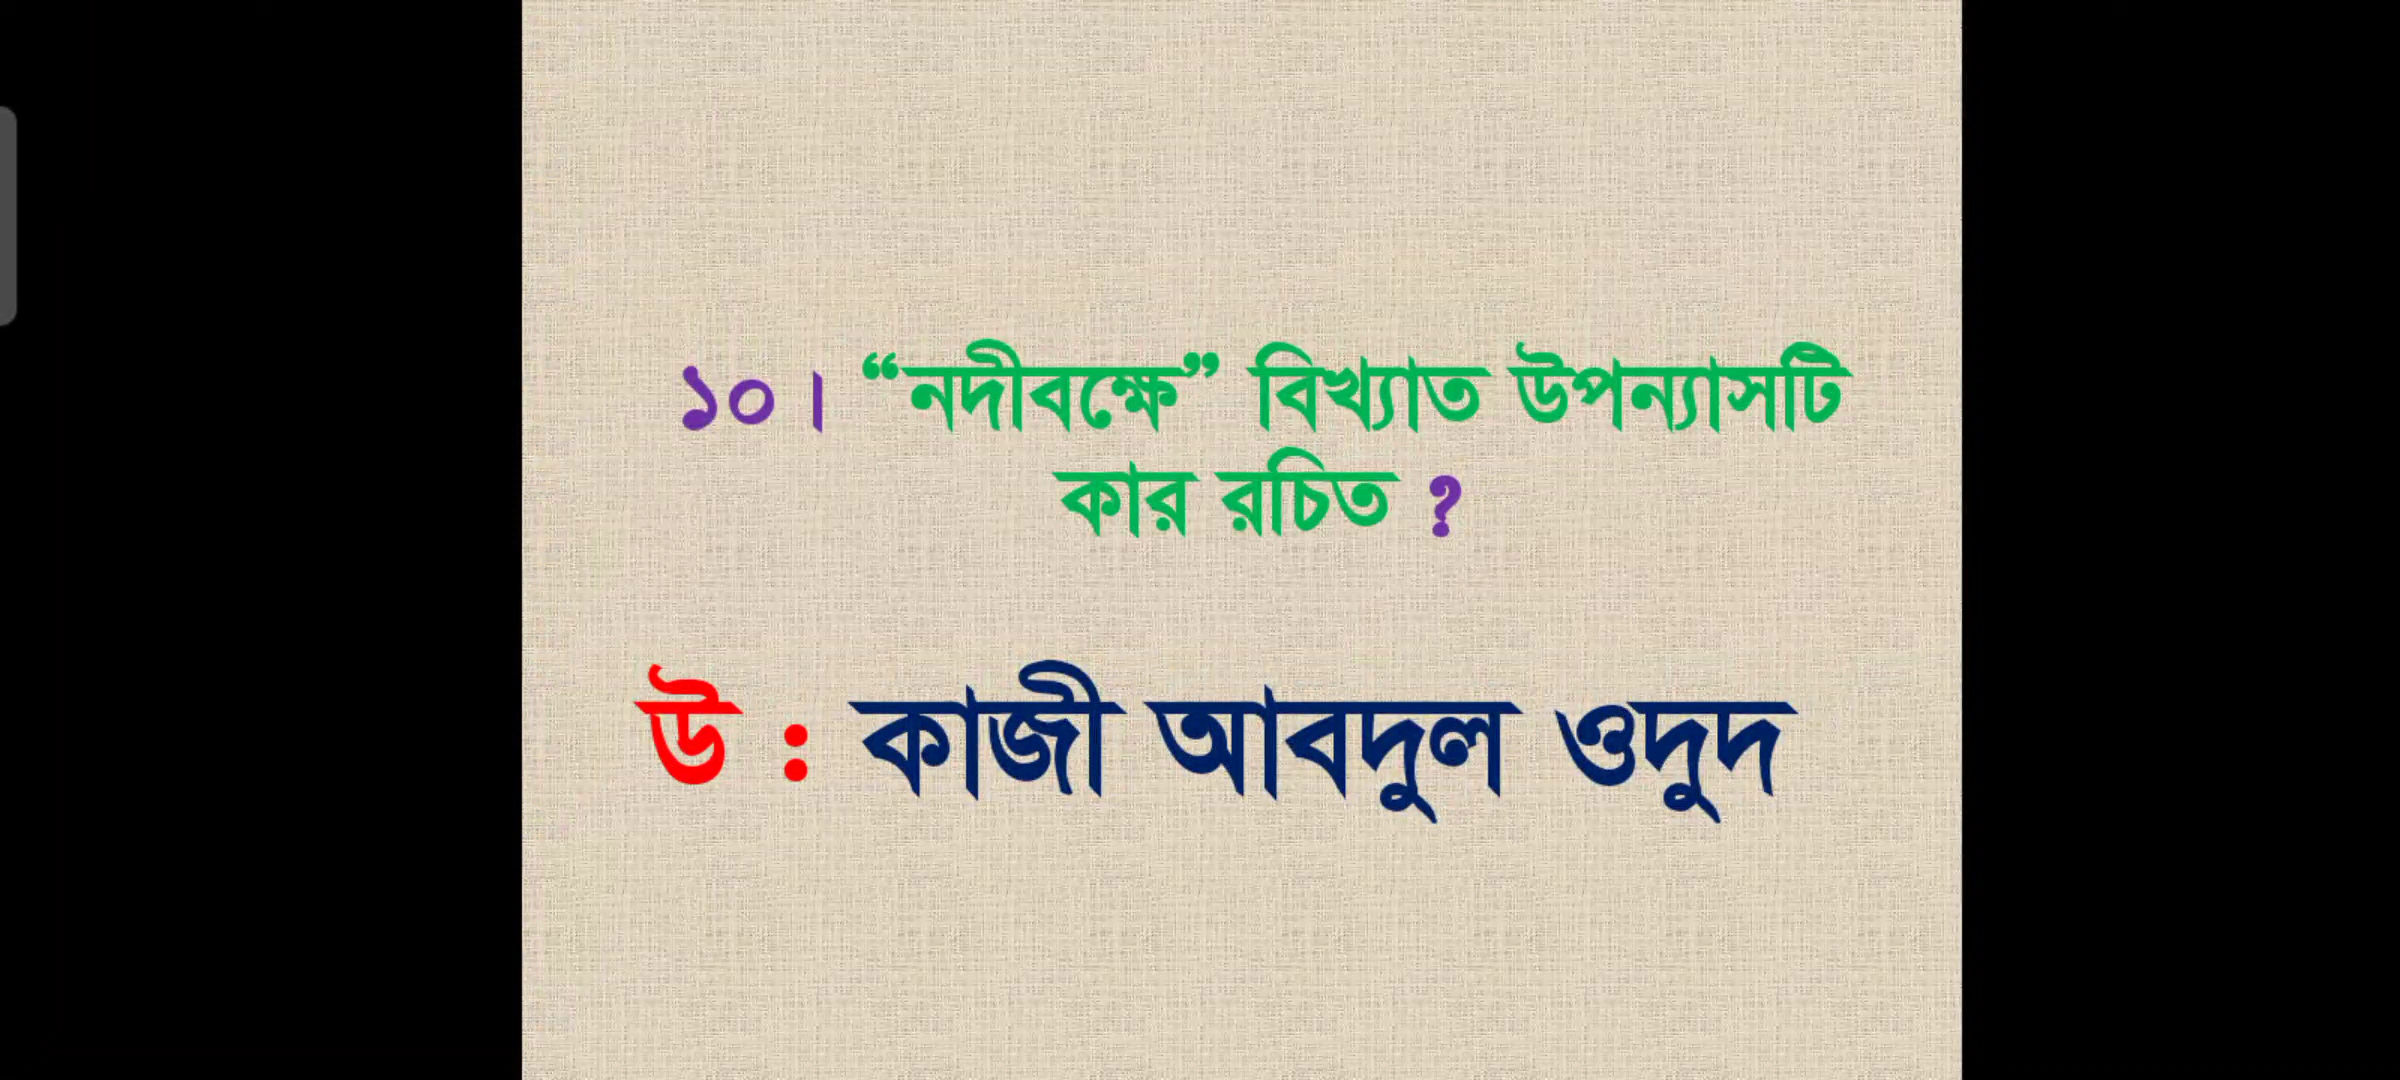 ১০। “নদীবক্ষে” বিখ্যাত উপন্যাসটি
কার রচিত ?
উ : কাজী আবদুল ওদুদ